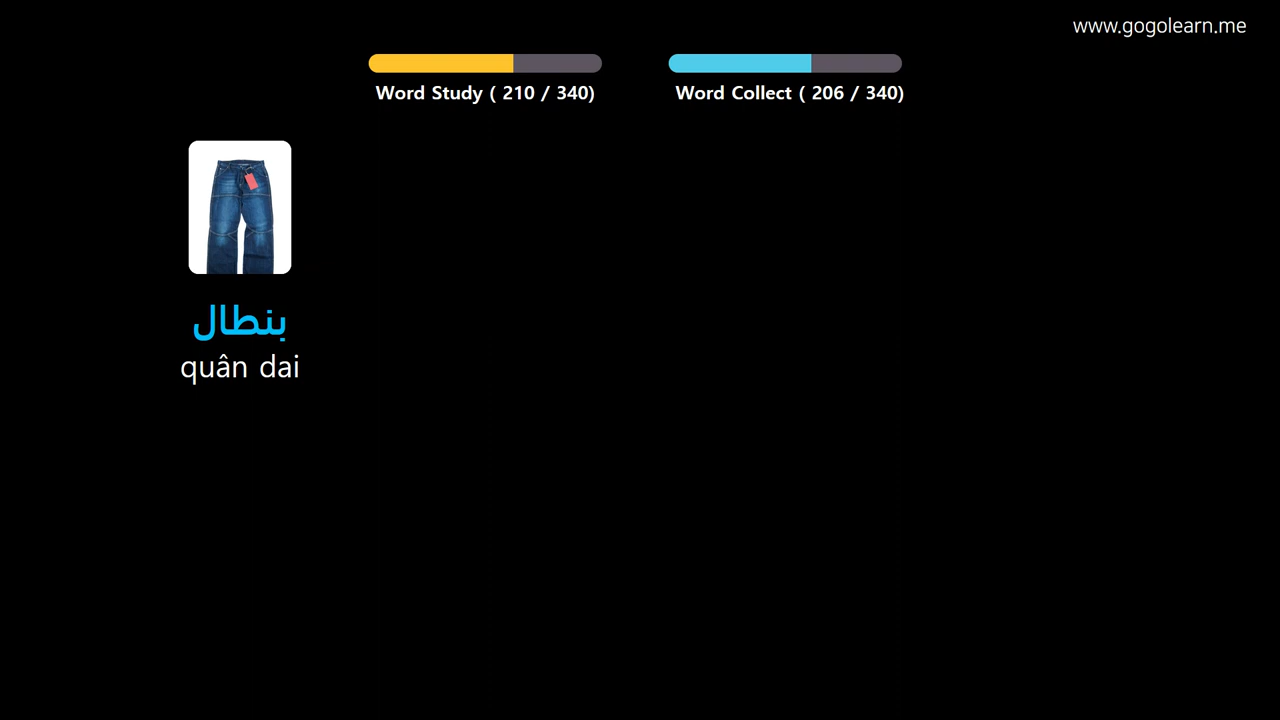 www.gogolearn.me
Word Study ( 210 / 340)
Word Collect ( 206 / 340)
بنطال
quân dai